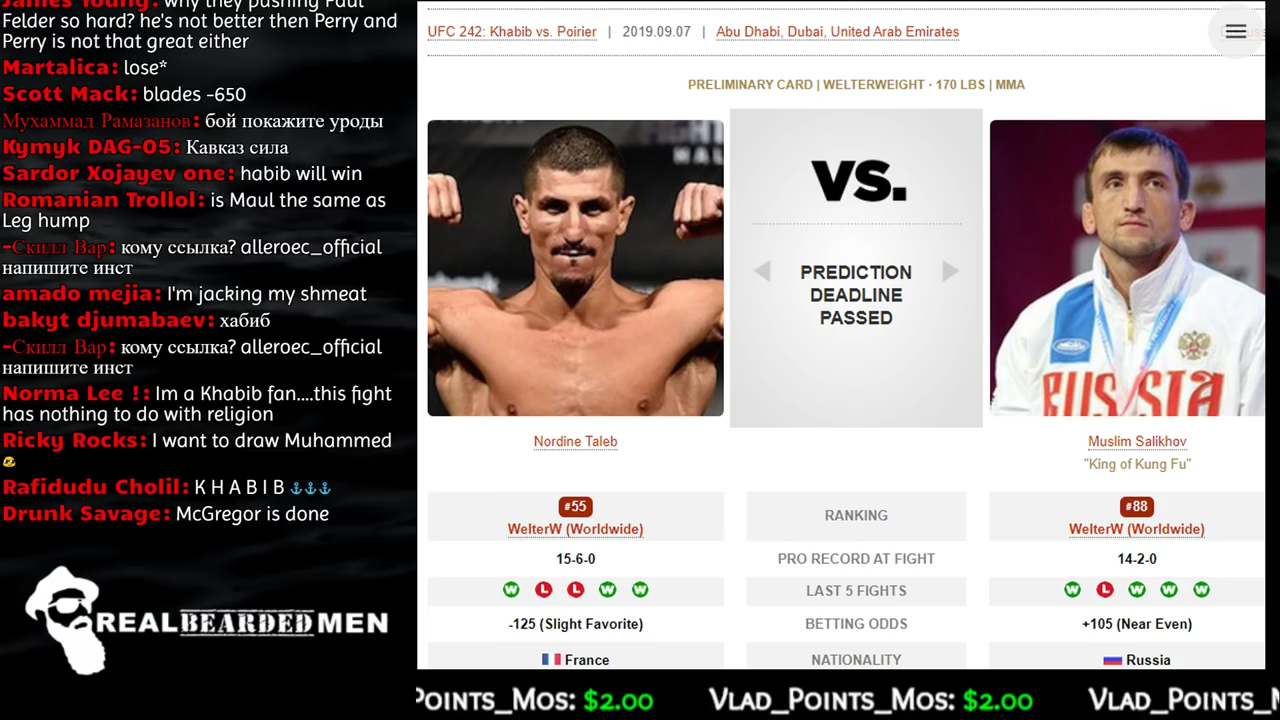 James Young: why they pushing Paul
Felder so hard? he's not better then Perry and
Perry is not that great either
Martalica: lose*
Scott Mack: blades -650
Мухаммад Рамазанов: бой покажите уроды
Kymyk DAG-05: Кавказ сила
Sardor Xojayev one: habib will win
Romanian Trollol: is Maul the same as
Leg hump
-Скилл Вар: кому ссылка? alleroec_official
напишите инст
amado mejia: I'm jacking my shmeat
bakyt djumabaev: хабиб
-Скилл Вар: кому ссылка? alleroec_official
напишите инст
Norma Lee !: Im a Khabib fan....this fight
has nothing to do with religion
Ricky Rocks: I want to draw Muhammed
Rafidudu Cholil: K H A B I B
Drunk Savage: McGregor is done
REAL BEARDED MEN
UFC 242: Khabib vs. Poirier | 2019.09.07 | Abu Dhabi, Dubai, United Arab Emirates
PRELIMINARY CARD | WELTERWEIGHT · 170 LBS | MMA
VS.
PREDICTION
DEADLINE
PASSED
RUSSIA
Nordine Taleb
Muslim Salikhov
"King of Kung Fu"
#55 RANKING #88
WelterW (Worldwide) WelterW (Worldwide)
15-6-0 PRO RECORD AT FIGHT 14-2-0
W L L W W LAST 5 FIGHTS W L W W W
-125 (Slight Favorite) BETTING ODDS +105 (Near Even)
France NATIONALITY Russia
POINTS_MOS: $2.00 VLAD_POINTS_MOS: $2.00 VLAD_POINTS_M